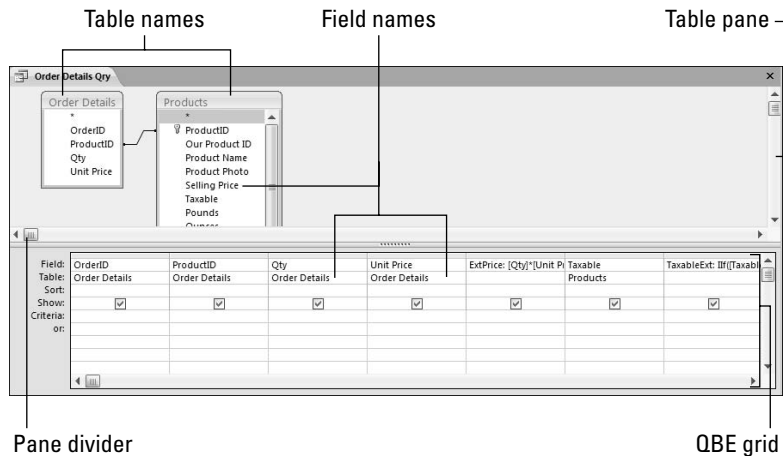 Table names
Field names
Table pane
Order Details Qry
Order Details
*
OrderID
ProductID
Qty
Unit Price
Products
*
ProductID
Our Product ID
Product Name
Product Photo
Selling Price
Taxable
Pounds
Ounces
Field: OrderID ProductID Qty Unit Price ExtPrice: [Qty]*[Unit Pr Taxable TaxableExt: IIf([Taxabl
Table: Order Details Order Details Order Details Order Details Products
Sort:
Show:
Criteria:
or:
Pane divider
QBE grid